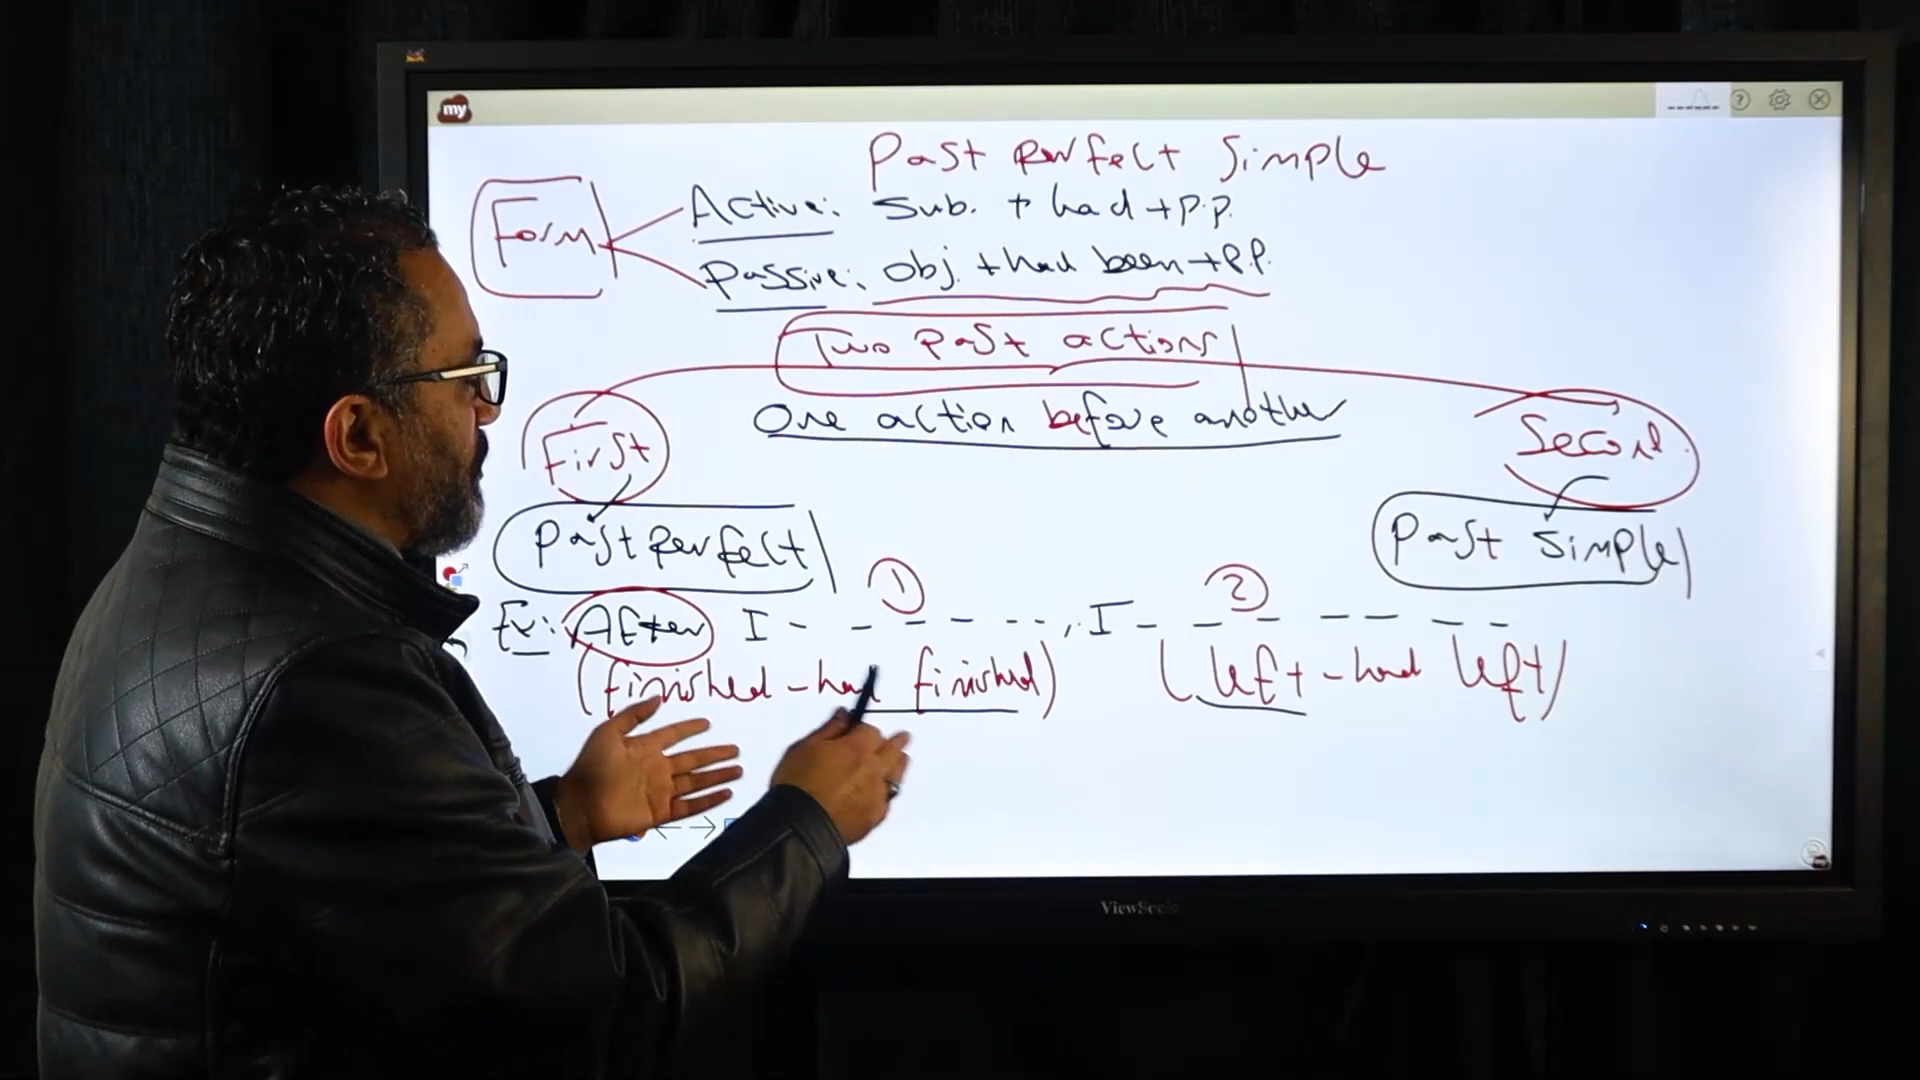 my
Past Perfect Simple
Form
Active: Sub. + had + P.P.
Passive: Obj. + had been + P.P.
Two Past actions
One action before another
First
Second
Past Perfect
Past Simple
Ex: After I - - - - - -, I - - - - - - -
1
2
(finished - had finished) (left - had left)
ViewSonic